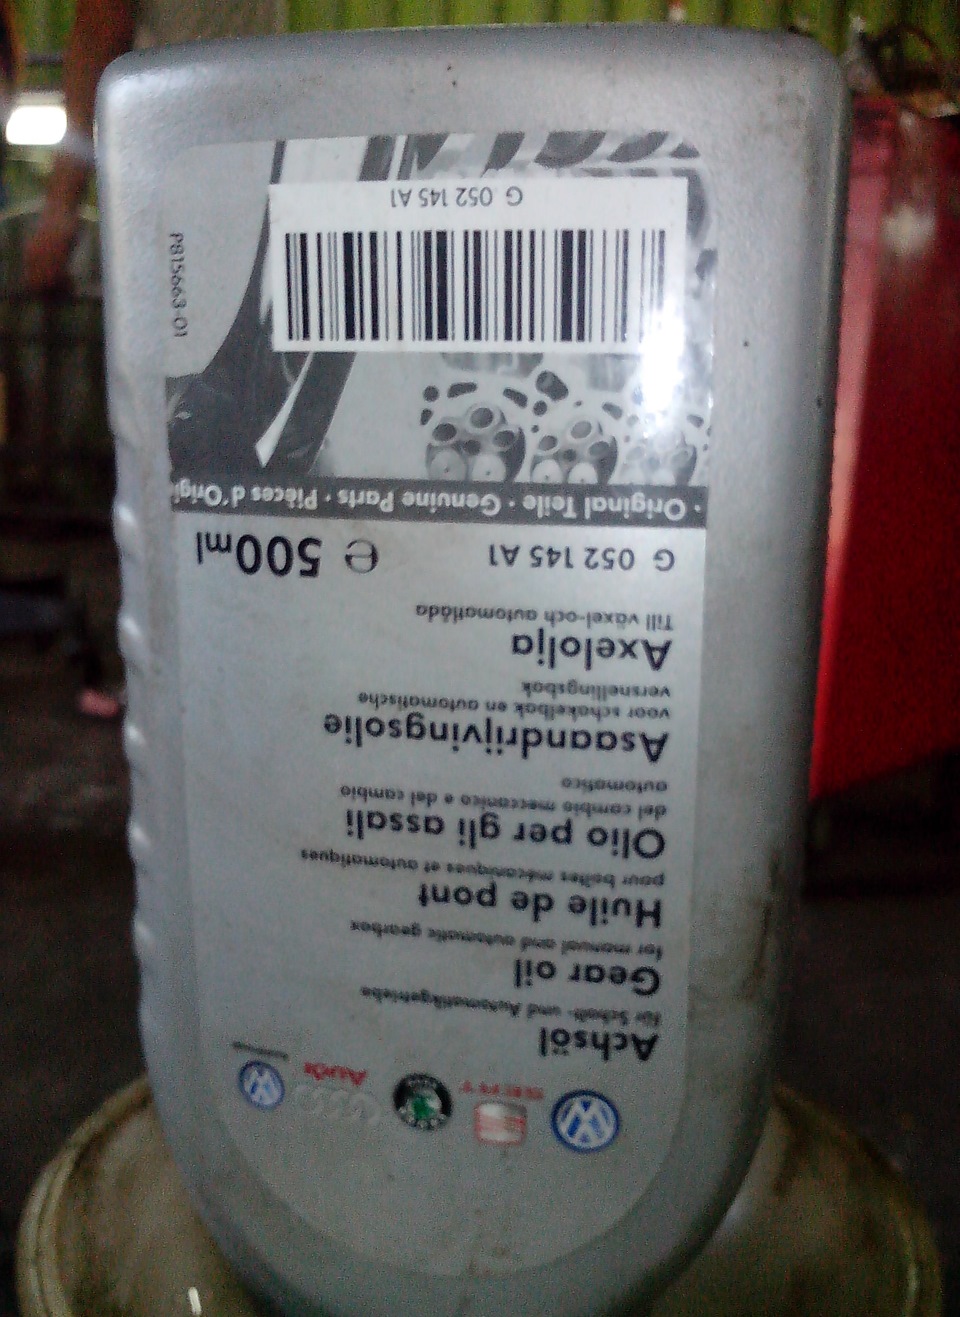 SEAT
Audi
Achsöl
für Schalt- und Automatikgetriebe
Gear oil
for manual and automatic gearbox
Huile de pont
pour boîtes mécaniques et automatiques
Olio per gli assali
del cambio meccanico e del cambio
automatico
Asaandrijvingsolie
voor schakelbak en automatische
versnellingsbak
Axelolja
Till växel-och automatlåda
G 052 145 A1 e 500ml
· Original Teile · Genuine Parts · Pièces d'Origi
G 052 145 A1
P815663-01